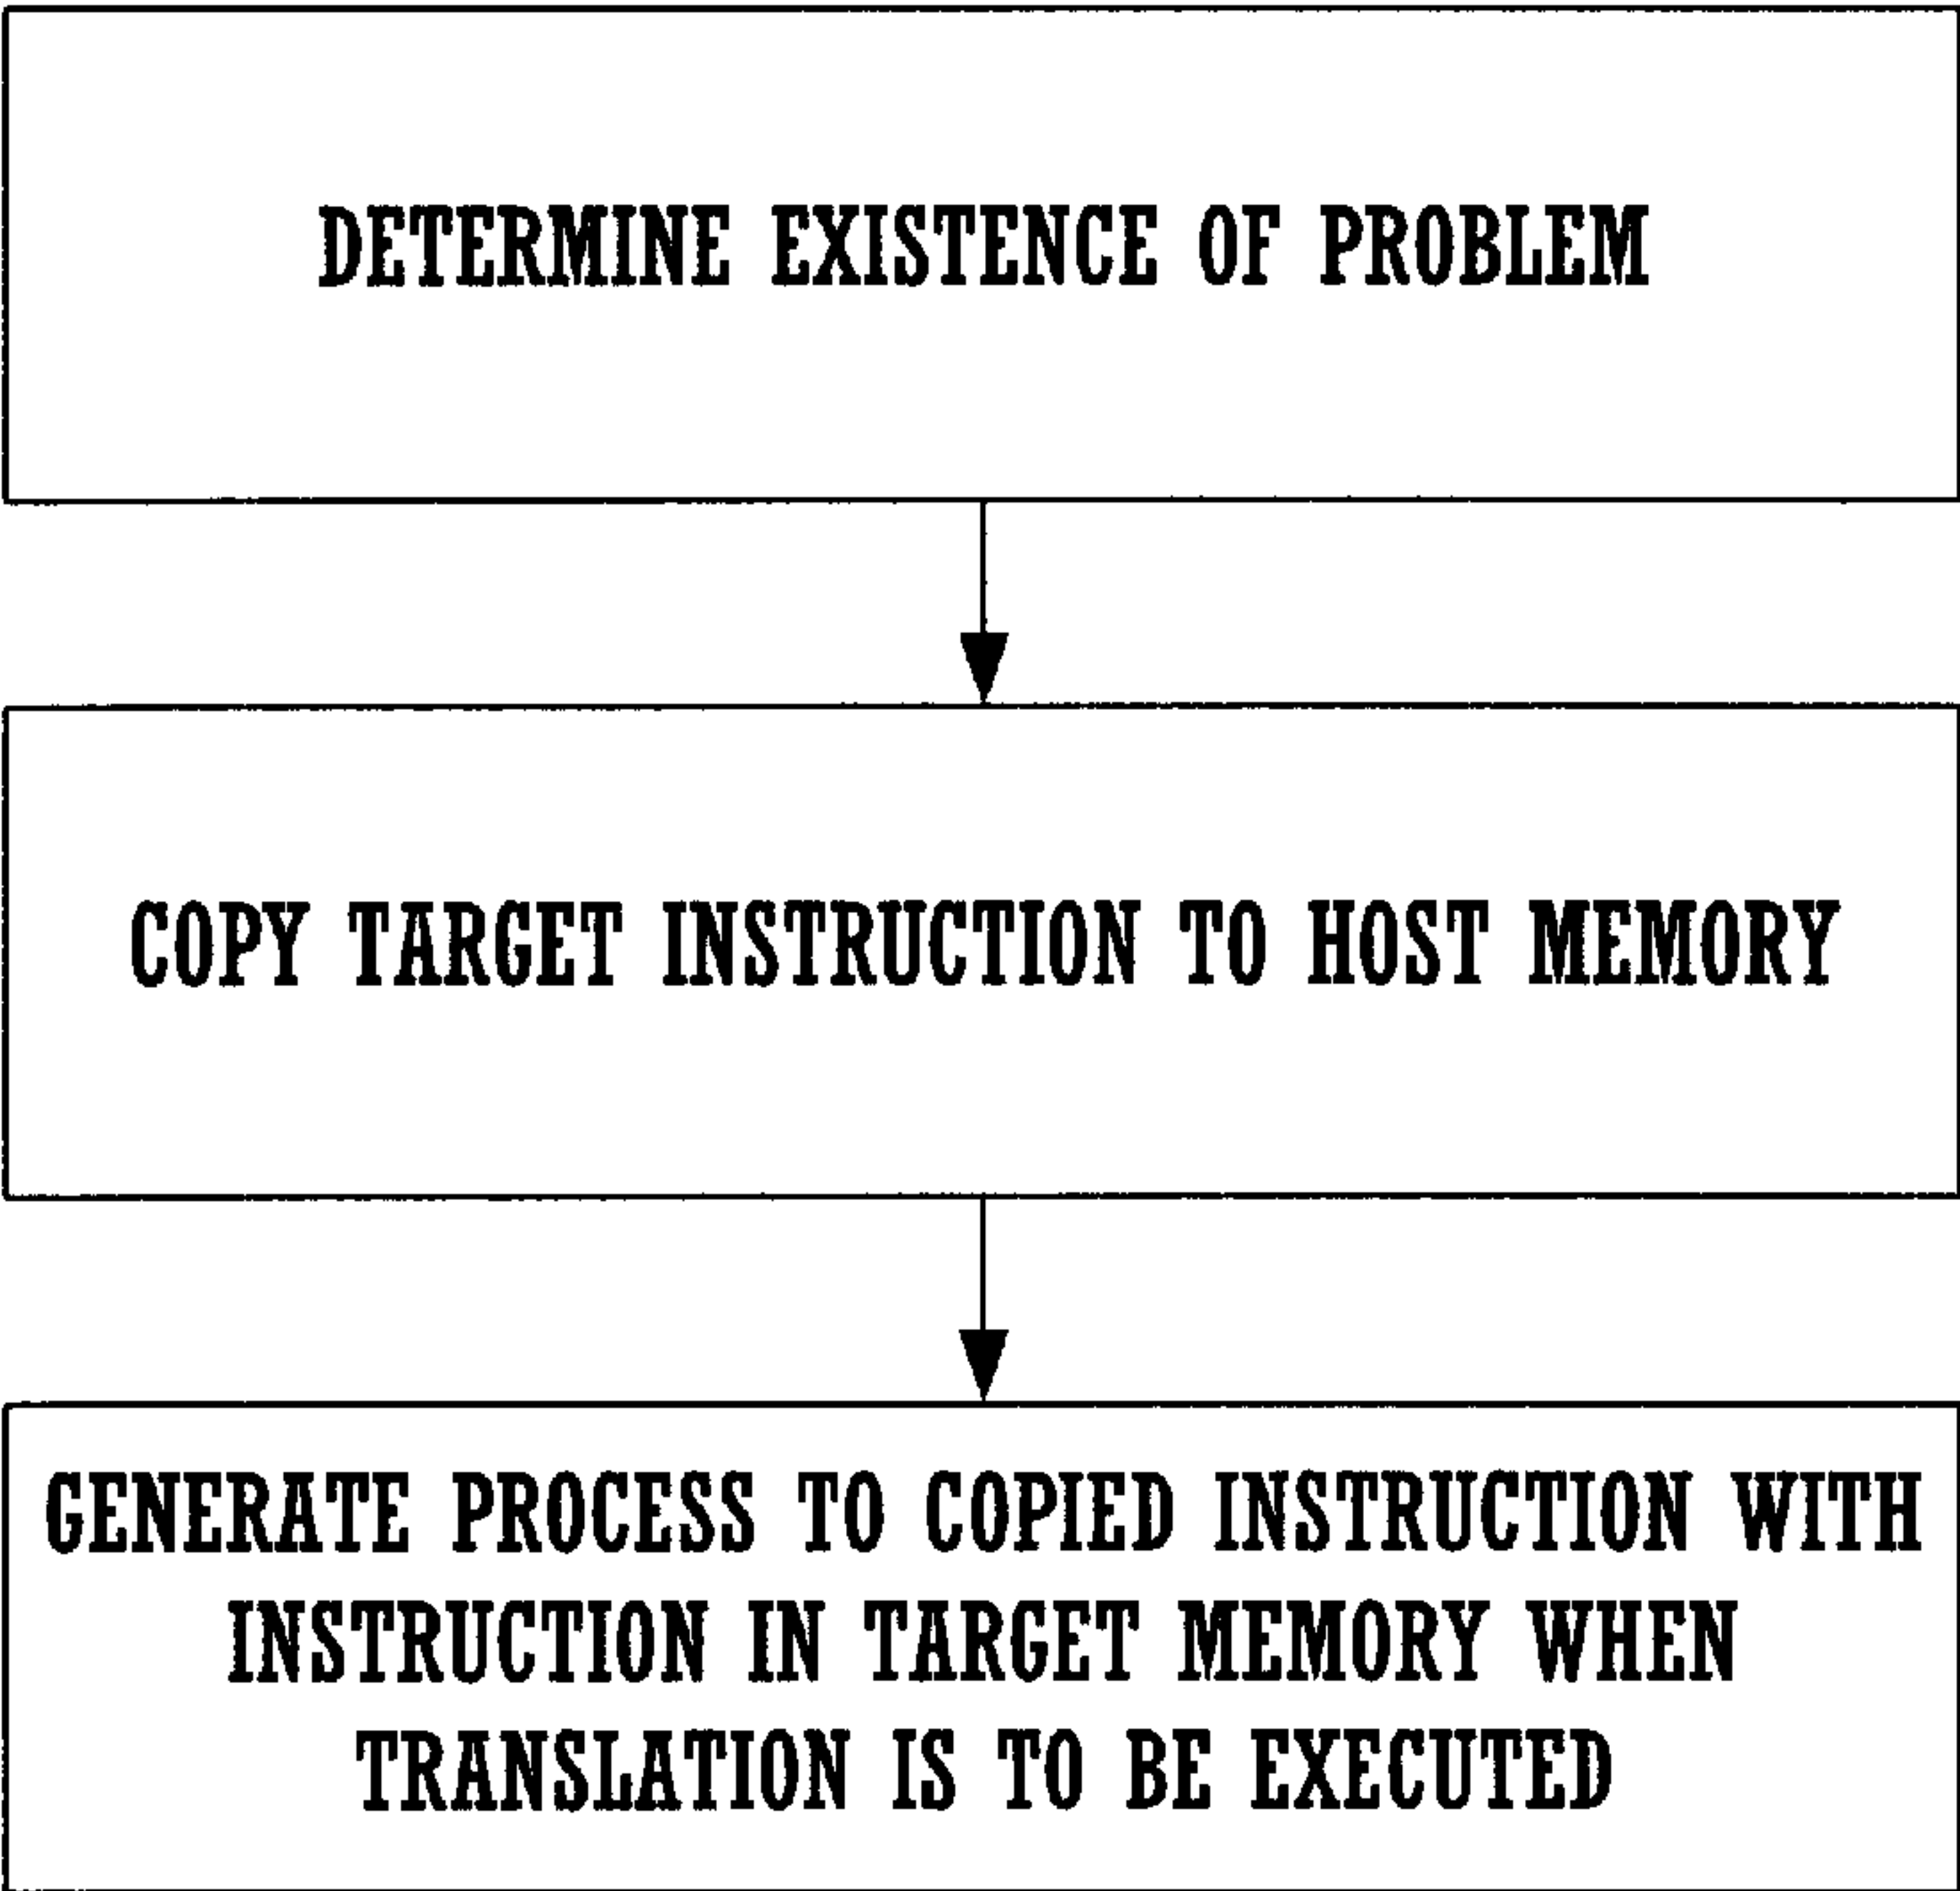 DETERMINE EXISTENCE OF PROBLEM
COPY TARGET INSTRUCTION TO HOST MEMORY
GENERATE PROCESS TO COPIED INSTRUCTION WITH
INSTRUCTION IN TARGET MEMORY WHEN
TRANSLATION IS TO BE EXECUTED